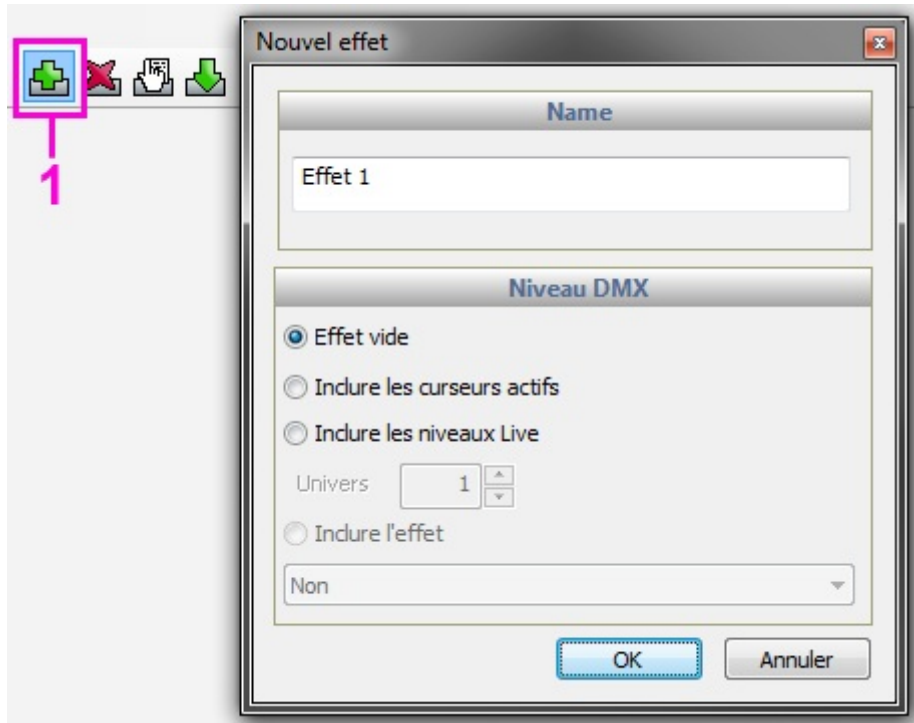 Nouvel effet
1
Name
Effet 1
Niveau DMX
Effet vide
Inclure les curseurs actifs
Inclure les niveaux Live
Univers 1
Inclure l'effet
Non
OK Annuler